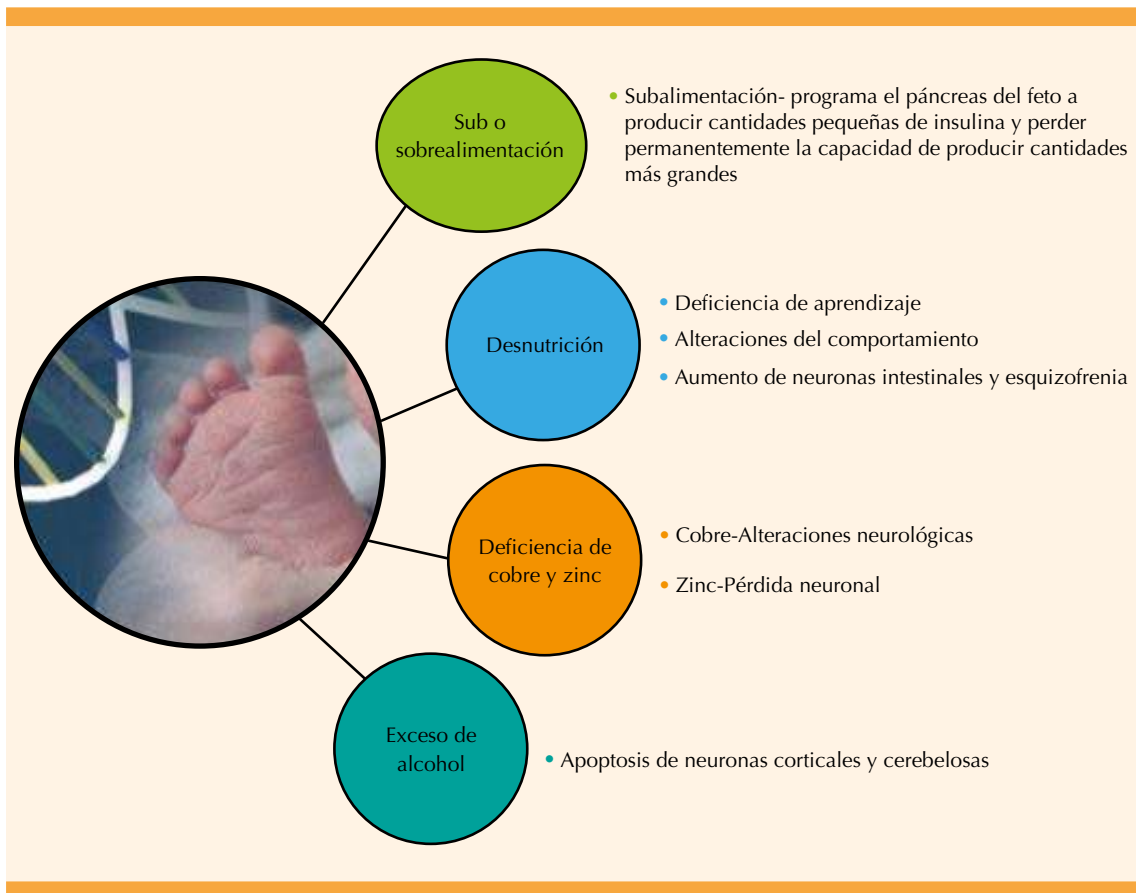 Sub o
sobrealimentación
• Subalimentación- programa el páncreas del feto a
producir cantidades pequeñas de insulina y perder
permanentemente la capacidad de producir cantidades
más grandes
Desnutrición
• Deficiencia de aprendizaje
• Alteraciones del comportamiento
• Aumento de neuronas intestinales y esquizofrenia
Deficiencia de
cobre y zinc
• Cobre-Alteraciones neurológicas
• Zinc-Pérdida neuronal
Exceso de
alcohol
• Apoptosis de neuronas corticales y cerebelosas